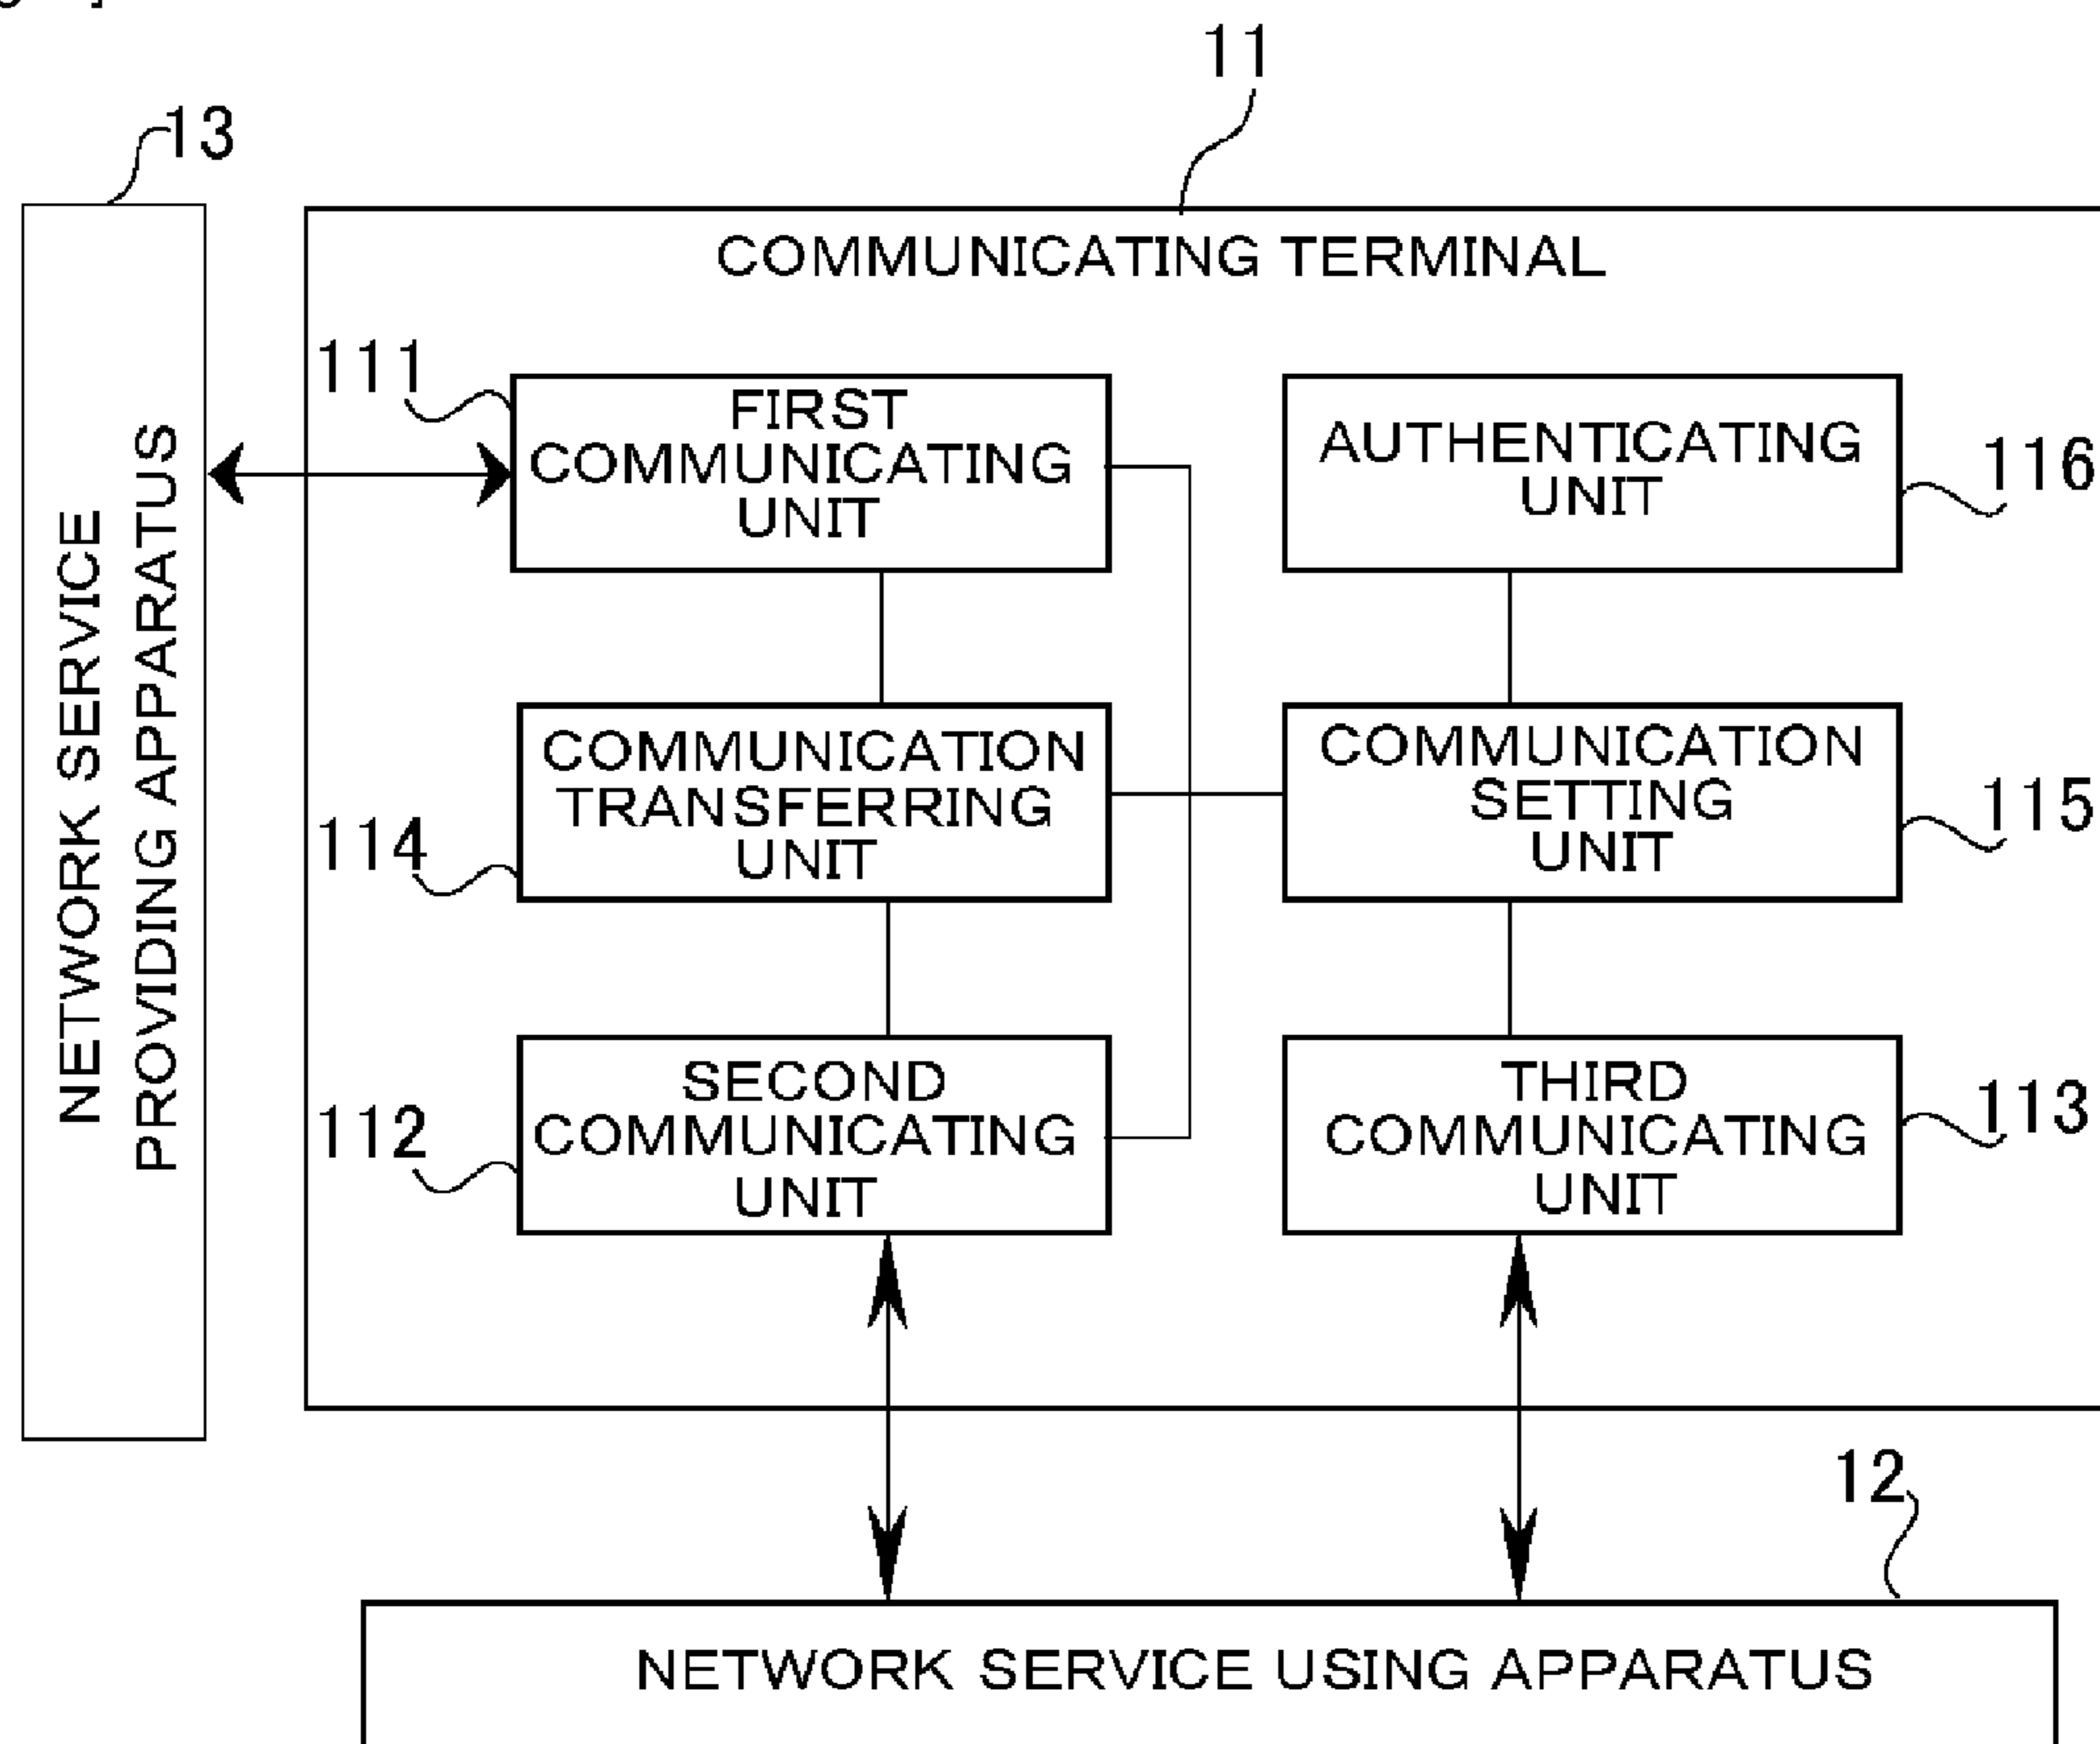 11
13
COMMUNICATING TERMINAL
111
FIRST
COMMUNICATING
UNIT
AUTHENTICATING
UNIT
116
NETWORK SERVICE
PROVIDING APPARATUS
COMMUNICATION
TRANSFERRING
UNIT
114
COMMUNICATION
SETTING
UNIT
115
SECOND
COMMUNICATING
UNIT
112
THIRD
COMMUNICATING
UNIT
113
12
NETWORK SERVICE USING APPARATUS